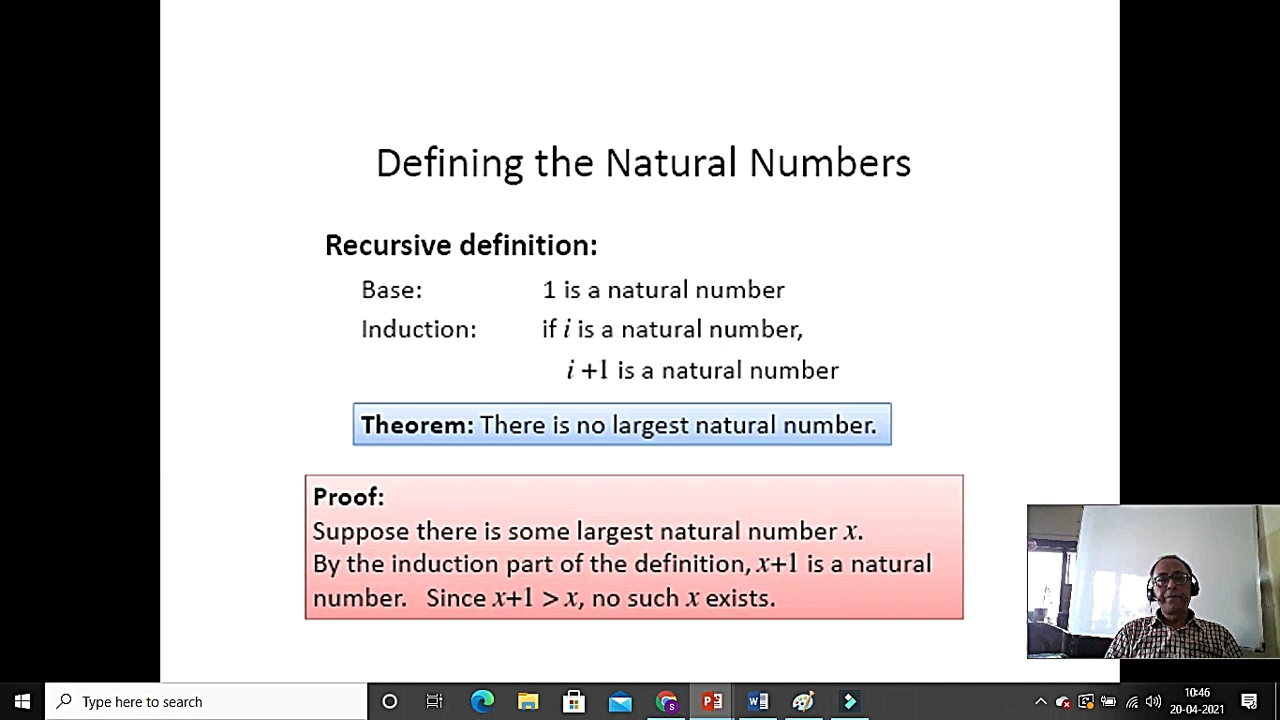 Defining the Natural Numbers
Recursive definition:
Base: 1 is a natural number
Induction: if i is a natural number,
i +1 is a natural number
Theorem: There is no largest natural number.
Proof:
Suppose there is some largest natural number x.
By the induction part of the definition, x+1 is a natural
number. Since x+1 > x, no such x exists.
Type here to search
10:46
20-04-2021